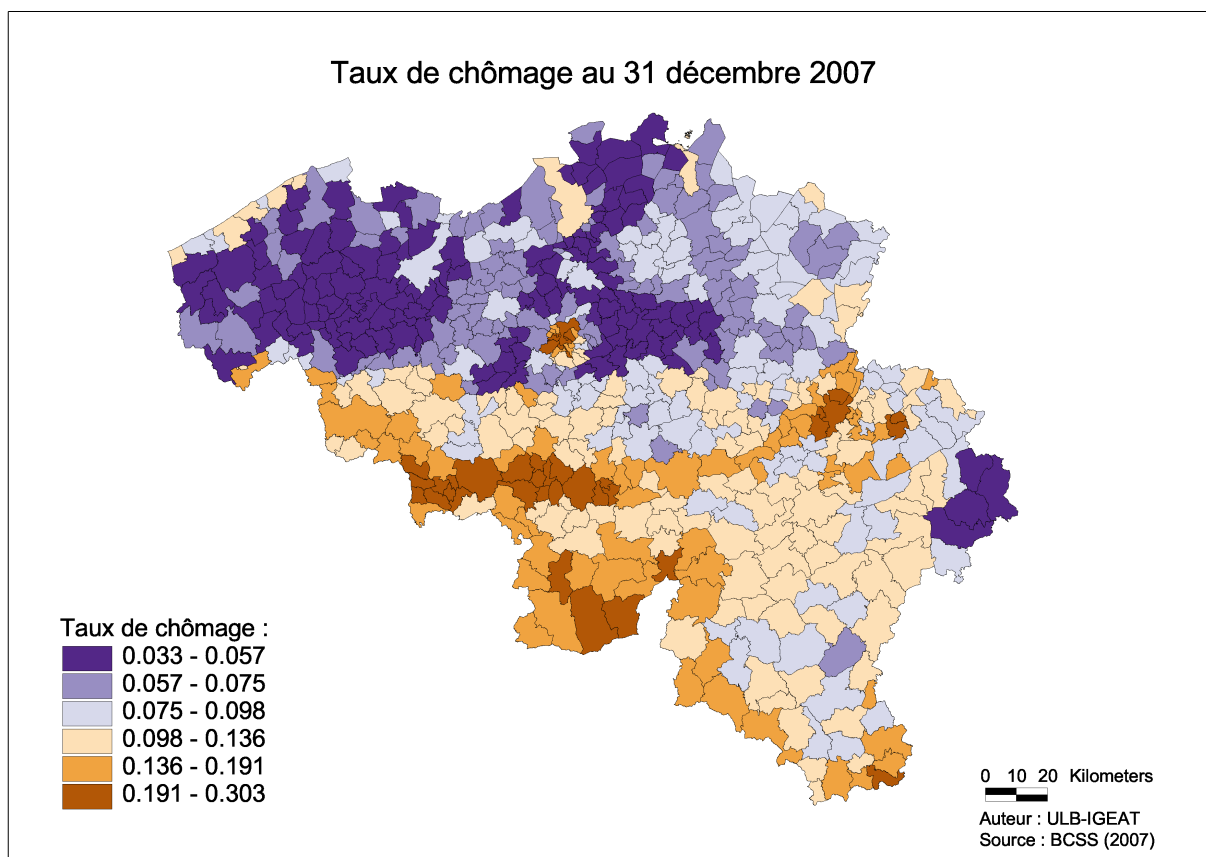 Taux de chômage au 31 décembre 2007
Taux de chômage :
0.033 - 0.057
0.057 - 0.075
0.075 - 0.098
0.098 - 0.136
0.136 - 0.191
0.191 - 0.303
0 10 20 Kilometers
Auteur : ULB-IGEAT
Source : BCSS (2007)